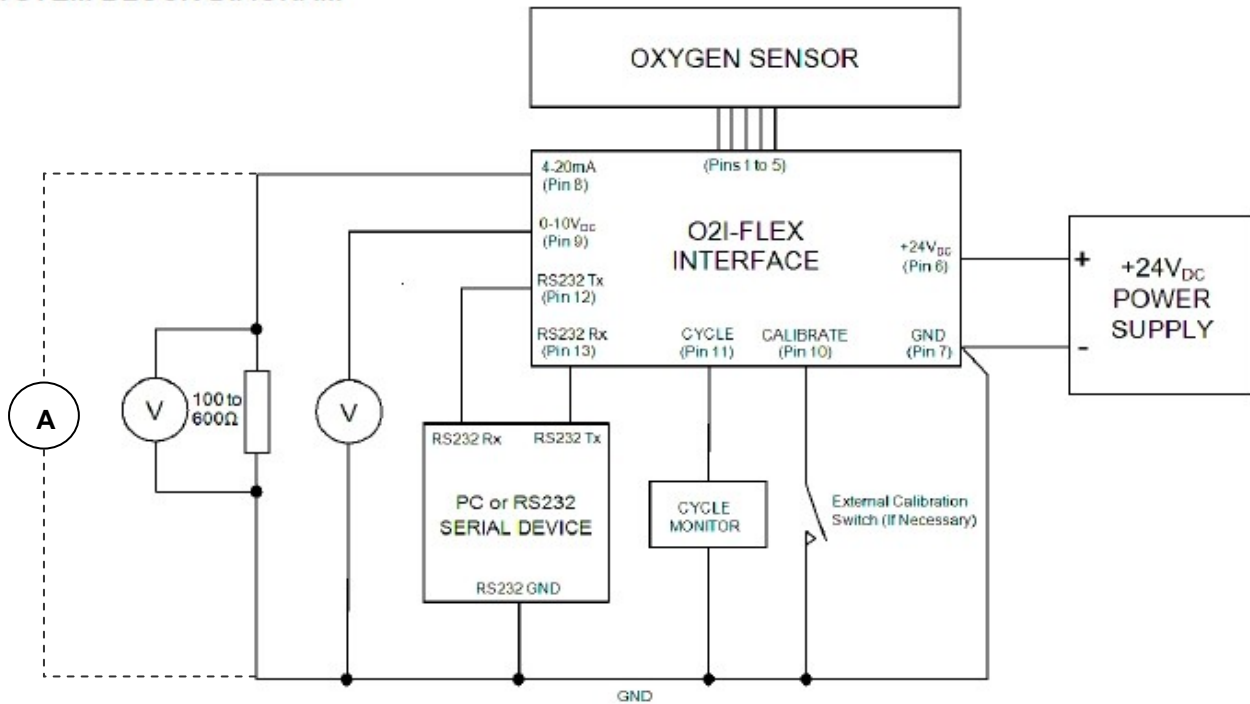 OXYGEN SENSOR
4-20mA
(Pin 8)
(Pins 1 to 5)
0-10V_DC
(Pin 9)
O2I-FLEX
INTERFACE
+24V_DC
(Pin 6)
RS232 Tx
(Pin 12)
RS232 Rx
(Pin 13)
CYCLE
(Pin 11)
CALIBRATE
(Pin 10)
GND
(Pin 7)
+
-
+24V_DC
POWER
SUPPLY
A
V
100 to
600Ω
V
RS232 Rx
RS232 Tx
PC or RS232
SERIAL DEVICE
RS232 GND
CYCLE
MONITOR
External Calibration
Switch (If Necessary)
GND